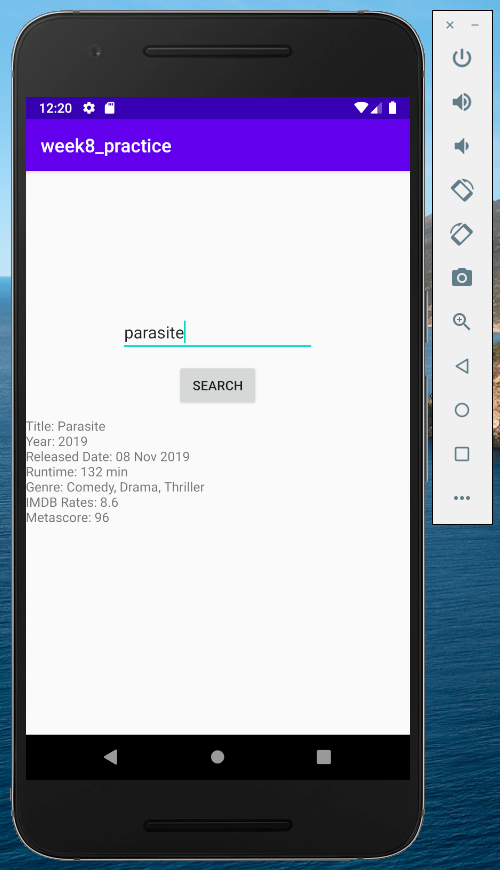 12:20
week8_practice
parasite
SEARCH
Title: Parasite
Year: 2019
Released Date: 08 Nov 2019
Runtime: 132 min
Genre: Comedy, Drama, Thriller
IMDB Rates: 8.6
Metascore: 96